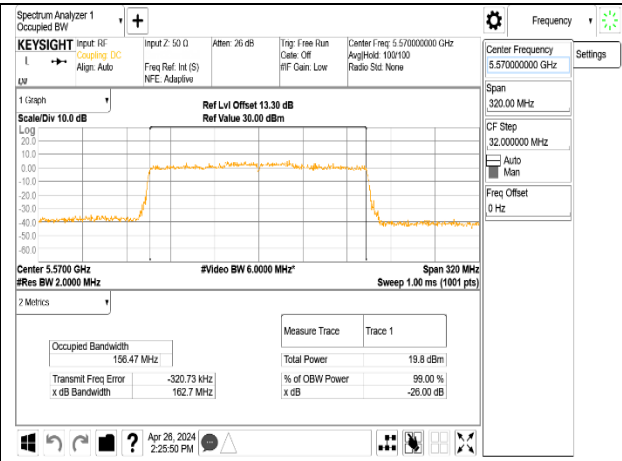 Spectrum Analyzer 1
Occupied BW
+
Frequency
KEYSIGHT
Input: RF
Coupling: DC
Align: Auto
Input Z: 50 Ω
Freq Ref: Int (S)
NFE: Adaptive
Atten: 26 dB
Trig: Free Run
Gate: Off
#IF Gain: Low
Center Freq: 5.570000000 GHz
Avg|Hold: 100/100
Radio Std: None
L
Center Frequency
5.570000000 GHz
Settings
Span
320.00 MHz
CF Step
32.000000 MHz
Auto
Man
Freq Offset
0 Hz
1 Graph
Scale/Div 10.0 dB
Ref Lvl Offset 13.30 dB
Ref Value 30.00 dBm
Log
20.0
10.0
0.00
-10.0
-20.0
-30.0
-40.0
-50.0
-60.0
Center 5.5700 GHz
#Video BW 6.0000 MHz*
Span 320 MHz
#Res BW 2.0000 MHz
Sweep 1.00 ms (1001 pts)
2 Metrics
Measure Trace
Trace 1
Occupied Bandwidth
156.47 MHz
Total Power
19.8 dBm
Transmit Freq Error
-320.73 kHz
% of OBW Power
99.00 %
x dB Bandwidth
162.7 MHz
x dB
-26.00 dB
?
Apr 26, 2024
2:25:50 PM